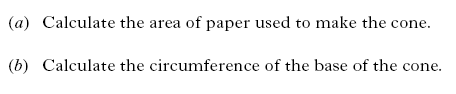 (a) Calculate the area of paper used to make the cone.
(b) Calculate the circumference of the base of the cone.